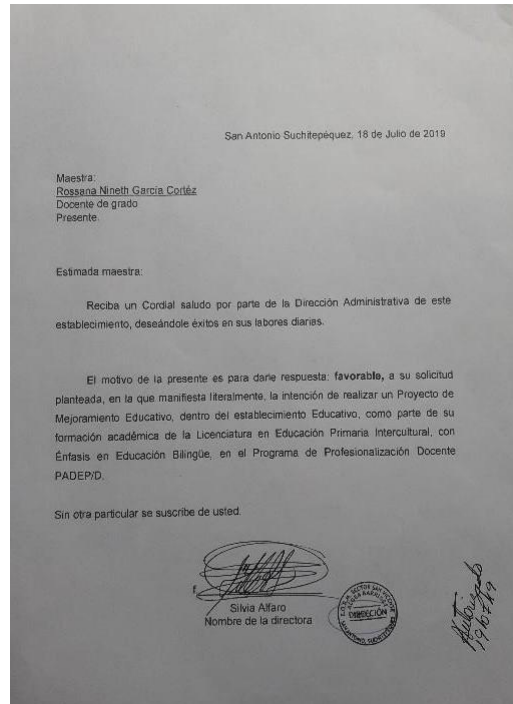 San Antonio Suchitepéquez, 18 de Julio de 2019
Maestra:
Rossana Nineth García Cortéz
Docente de grado
Presente.
Estimada maestra:
Reciba un Cordial saludo por parte de la Dirección Administrativa de este
establecimiento, deseándole éxitos en sus labores diarias.
El motivo de la presente es para darle respuesta: favorable, a su solicitud
planteada, en la que manifiesta literalmente, la intención de realizar un Proyecto de
Mejoramiento Educativo, dentro del establecimiento Educativo, como parte de su
formación académica de la Licenciatura en Educación Primaria Intercultural, con
Énfasis en Educación Bilingüe, en el Programa de Profesionalización Docente
PADEP/D.
Sin otra particular se suscribe de usted.
f.
Silvia Alfaro
Nombre de la directora
DIRECCIÓN
Autorizado
19/07/19